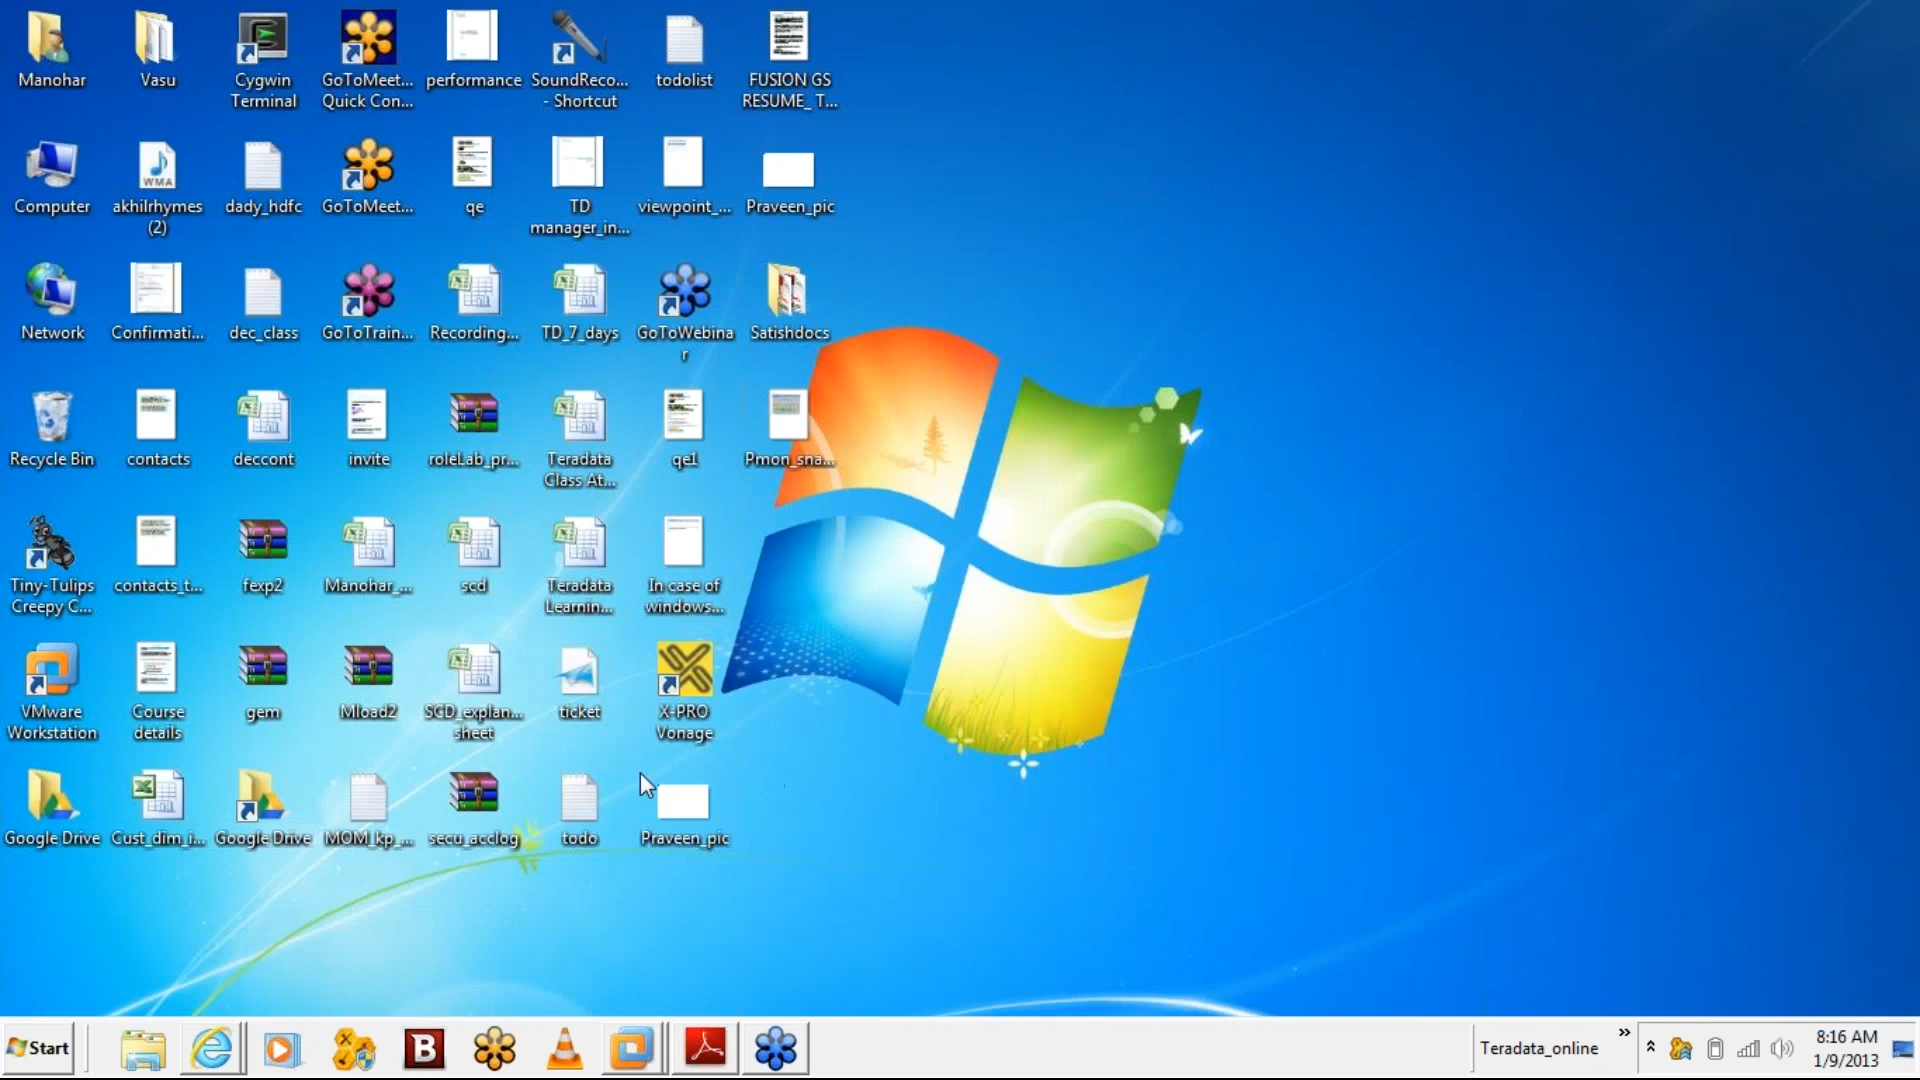 Manohar
Vasu
Cygwin
Terminal
GoToMeet...
Quick Con...
performance
SoundReco...
- Shortcut
todolist
FUSION GS
RESUME_ T...
Computer
akhilrhymes
(2)
dady_hdfc
GoToMeet...
qe
TD
manager_in...
viewpoint_...
Praveen_pic
Network
Confirmati...
dec_class
GoToTrain...
Recording...
TD_7_days
GoToWebina
r
Satishdocs
Recycle Bin
contacts
deccont
invite
roleLab_pr...
Teradata
Class At...
qe1
Pmon_sna...
Tiny-Tulips
Creepy C...
contacts_t...
fexp2
Manohar_...
scd
Teradata
Learnin...
In case of
windows...
VMware
Workstation
Course
details
gem
Mload2
SCD_explan...
sheet
ticket
X-PRO
Vonage
Google Drive
Cust_dim_i...
Google Drive
MOM_kp_...
secu_acclog
todo
Praveen_pic
Start
Teradata_online
8:16 AM
1/9/2013